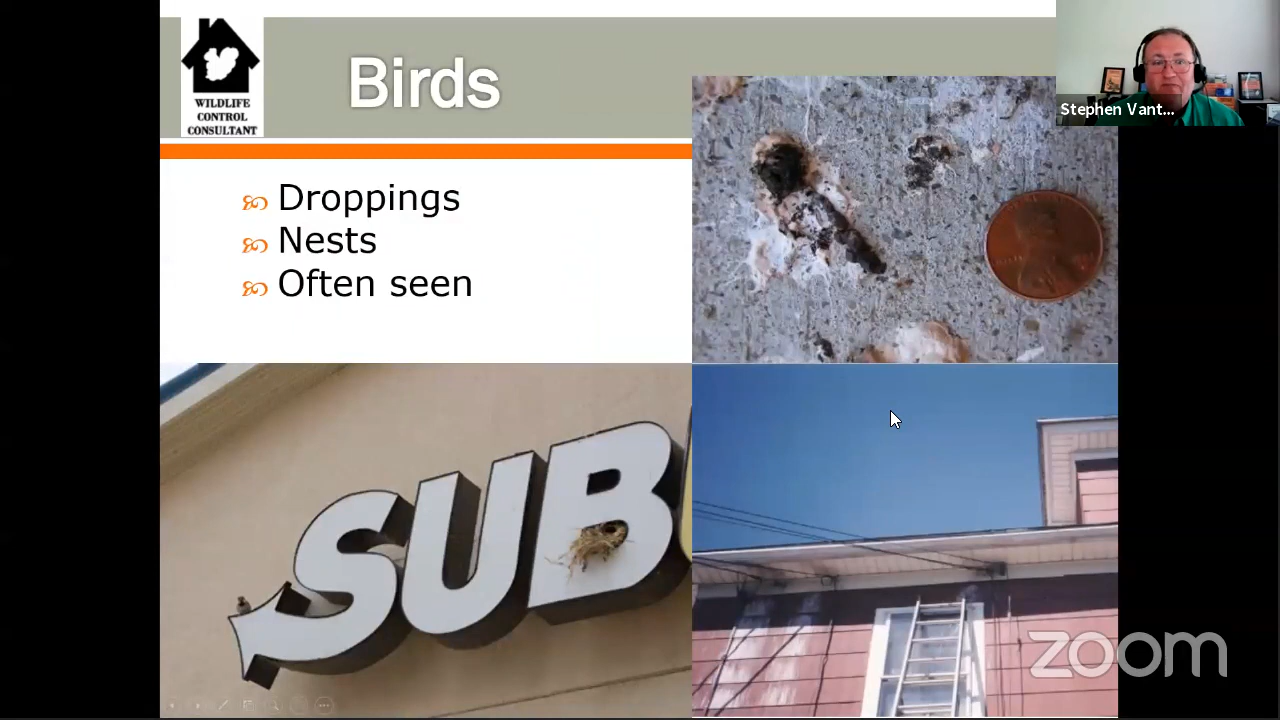 WILDLIFE
CONTROL
CONSULTANT
Birds
Stephen Vant...
Droppings
Nests
Often seen
SUB
zoom